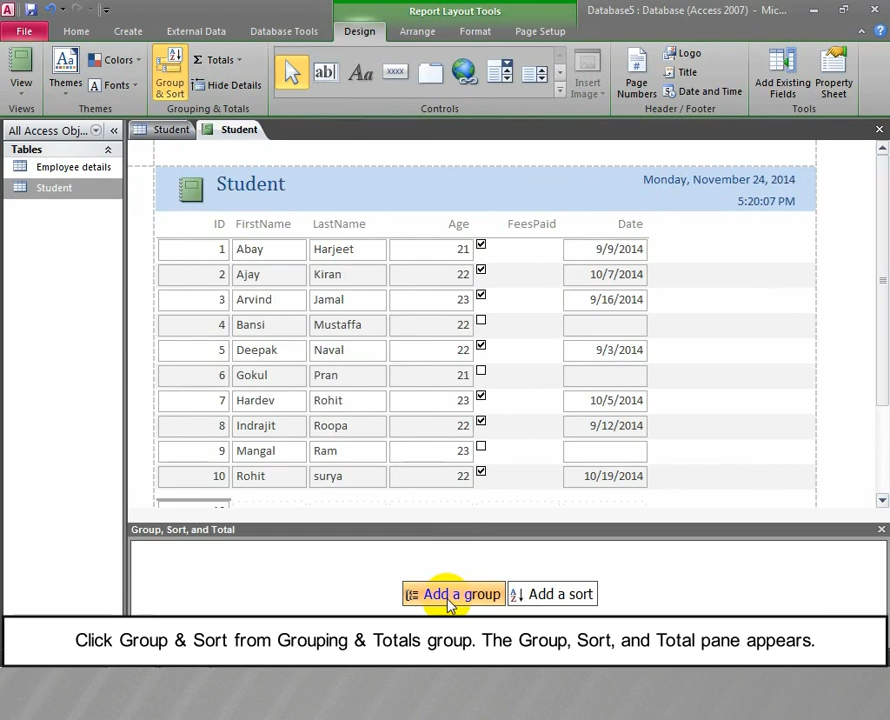 Report Layout Tools
Database5 : Database (Access 2007) - Mic...
File Home Create External Data Database Tools Design Arrange Format Page Setup
View
Themes
Colors
Fonts
Group & Sort
Σ Totals
Hide Details
ab|
Aa
xxxx
Insert Image
Page Numbers
Logo
Title
Date and Time
Add Existing Fields
Property Sheet
Views Themes Grouping & Totals Controls Header / Footer Tools
All Access Obj... «
Tables
Employee details
Student
Student Student
Student
Monday, November 24, 2014
5:20:07 PM
ID FirstName LastName Age FeesPaid Date
1 Abay Harjeet 21 9/9/2014
2 Ajay Kiran 22 10/7/2014
3 Arvind Jamal 23 9/16/2014
4 Bansi Mustaffa 22
5 Deepak Naval 22 9/3/2014
6 Gokul Pran 21
7 Hardev Rohit 23 10/5/2014
8 Indrajit Roopa 22 9/12/2014
9 Mangal Ram 23
10 Rohit surya 22 10/19/2014
Group, Sort, and Total
Add a group Add a sort
Click Group & Sort from Grouping & Totals group. The Group, Sort, and Total pane appears.